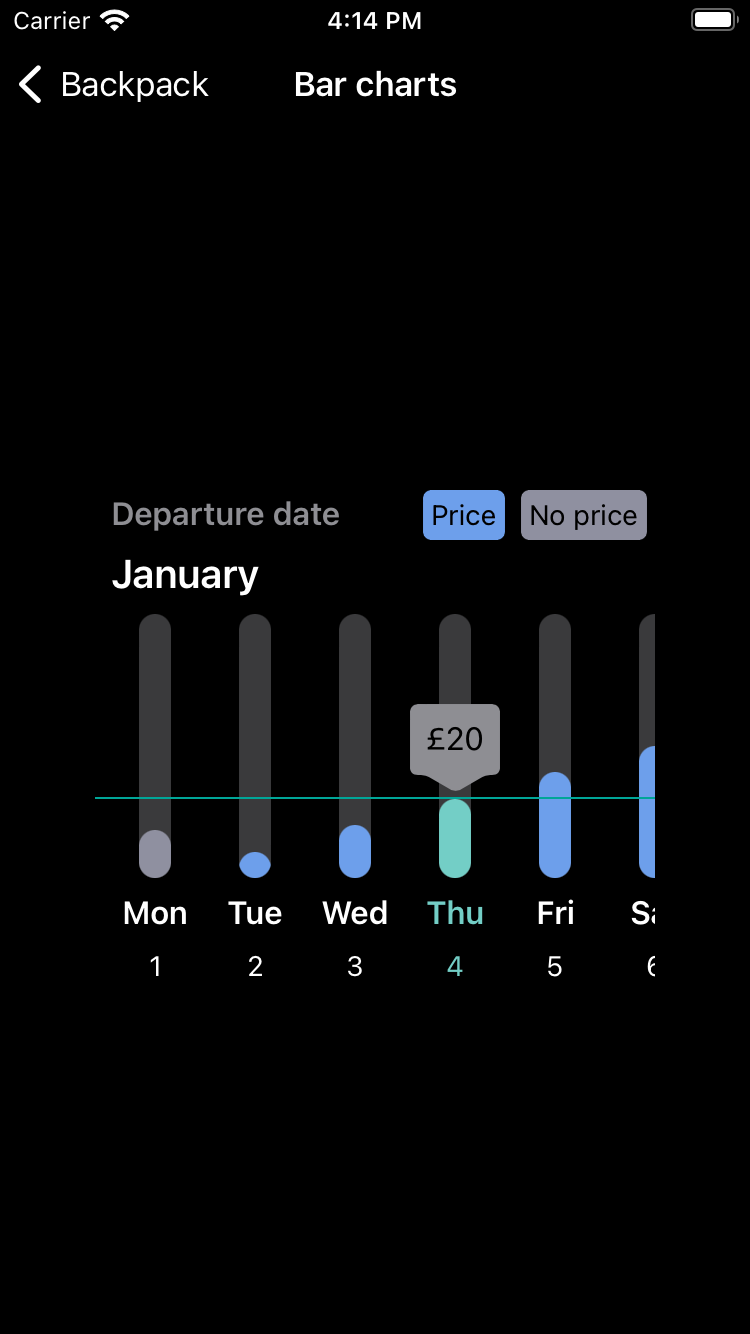 Carrier 4:14 PM
Backpack Bar charts
Departure date Price No price
January
£20
Mon Tue Wed Thu Fri
1 2 3 4 5